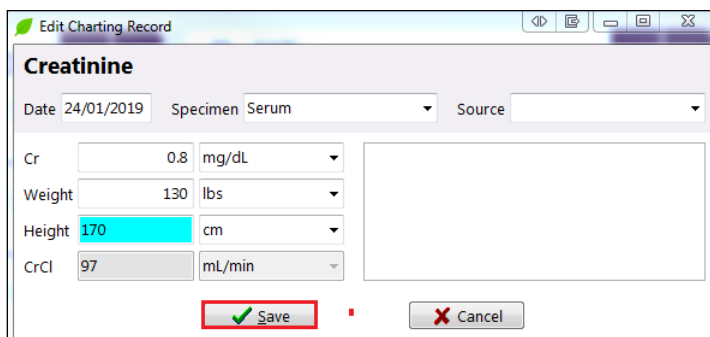 Edit Charting Record
Creatinine
Date 24/01/2019 Specimen Serum Source
Cr 0.8 mg/dL
Weight 130 lbs
Height 170 cm
CrCl 97 mL/min
Save Cancel